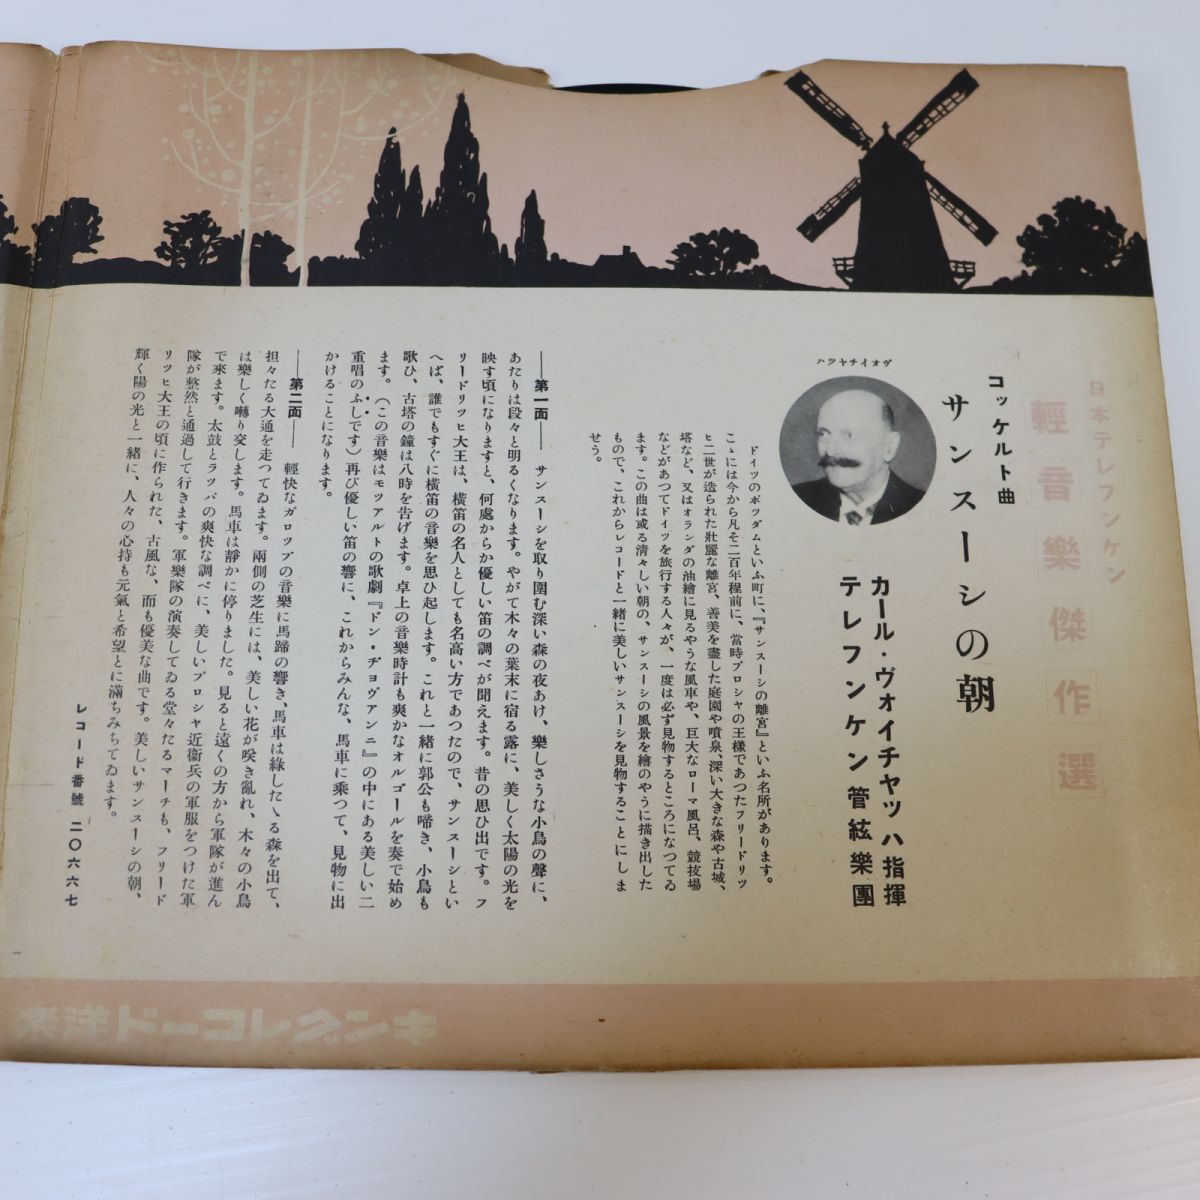 日本テレフンケン
輕音樂傑作選
コッケルト曲
サンスーシの朝
カール・ヴォイチヤッハ指揮
テレフンケン管絃樂團
ヴオイチヤツハ
ドイツのポツダムといふ町に、『サンスーシの離宮』といふ名所があります。
こゝには今から凡そ二百年程前に、當時プロシヤの王樣であつたフリードリツ
ヒ二世が造られた壯麗な離宮、善美を盡した庭園や噴泉、深い大きな森や古城、
塔など、又はオランダの油繪に見るやうな風車や、巨大なローマ風呂、競技場
などがあつてドイツを旅行する人々が、一度は必ず見物するところになつてゐ
ます。この曲は或る清々しい朝の、サンスーシの風景を繪のやうに描き出した
もので、これからレコードと一緒に美しいサンスーシを見物することにしま
せう。
――第一面―― サンスーシを取り圍む深い森の夜あけ、樂しさうな小鳥の聲に、
あたりは段々と明るくなります。やがて木々の葉末に宿る露に、美しく太陽の光を
映す頃になりますと、何處からか優しい笛の調べが聞えます。昔の思ひ出です。フ
リードリツヒ大王は、横笛の名人としても名高い方であつたので、サンスーシとい
へば、誰でもすぐに横笛の音樂を思ひ起します。これと一緒に郭公も啼き、小鳥も
歌ひ、古塔の鐘は八時を告げます。卓上の音樂時計も爽かなオルゴールを奏で始め
ます。（この音樂はモツアルトの歌劇『ドン・ヂョヴアンニ』の中にある美しい二
重唱のふしです）再び優しい笛の響に、これからみんな、馬車に乘つて、見物に出
かけることになります。
――第二面―― 輕快なガロツプの音樂に馬蹄の響き、馬車は綠したゝる森を出て、
担々たる大通を走つてゐます。兩側の芝生には、美しい花が咲き亂れ、木々の小鳥
は樂しく囀り交します。馬車は靜かに停りました。見ると遠くの方から軍隊が進ん
で來ます。太鼓とラツパの爽快な調べに、美しいプロシャ近衞兵の軍服をつけた軍
隊が整然と通過して行きます。軍樂隊の演奏してゐる堂々たるマーチも、フリード
リツヒ大王の頃に作られた、古風な、而も優美な曲です。美しいサンスーシの朝、
輝く陽の光と一緒に、人々の心持も元氣と希望とに滿ちみちてゐます。
レコード番號 二〇六六七
キングレコード洋樂